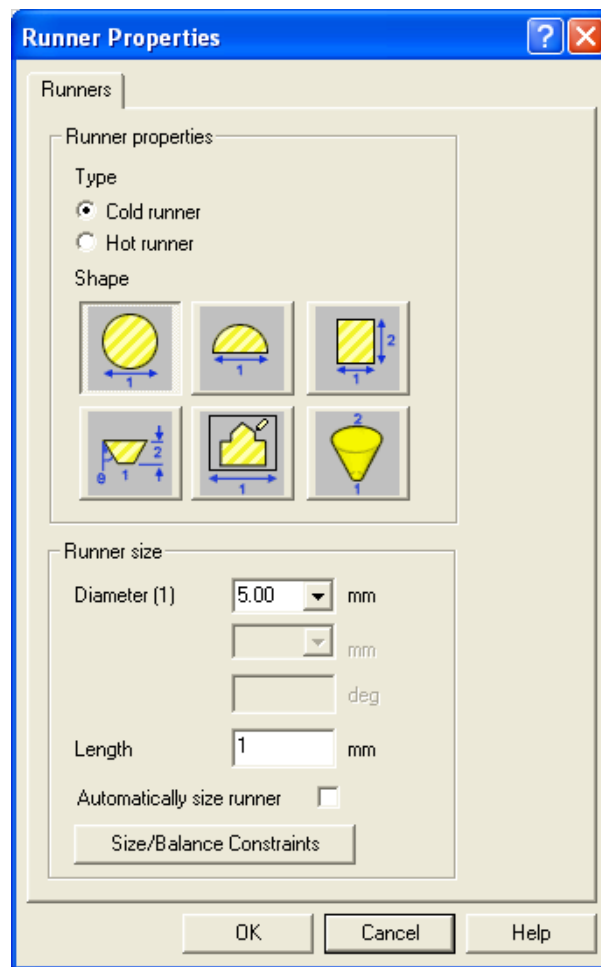 Runner Properties
?
Runners
Runner properties
Type
Cold runner
Hot runner
Shape
1
1
1 2
θ 1 2
1
2
1
Runner size
Diameter (1) 5.00 mm
mm
deg
Length 1 mm
Automatically size runner
Size/Balance Constraints
OK Cancel Help